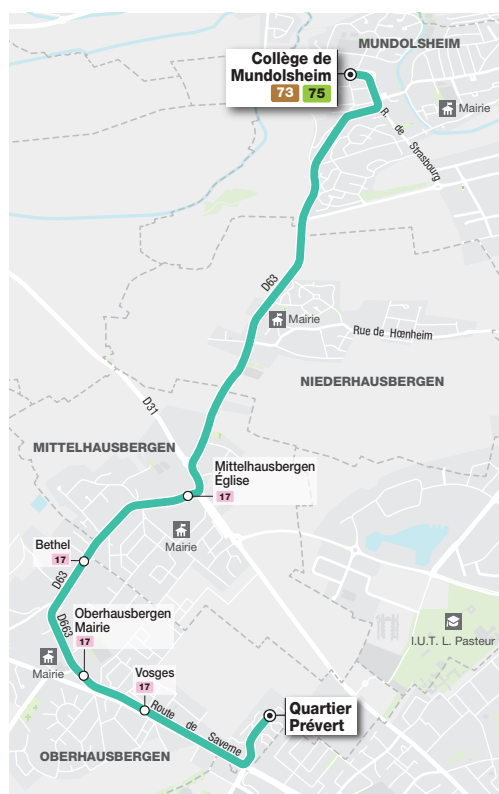 MUNDOLSHEIM
Collège de
Mundolsheim
73 75
Mairie
R. de Strasbourg
D63
Mairie
Rue de Hœnheim
NIEDERHAUSBERGEN
D31
MITTELHAUSBERGEN
Mittelhausbergen
Église
17
Mairie
Bethel
17
D63
Oberhausbergen
Mairie
17
D663
I.U.T. L. Pasteur
Mairie
Vosges
17
Route de Saverne
Quartier
Prévert
OBERHAUSBERGEN